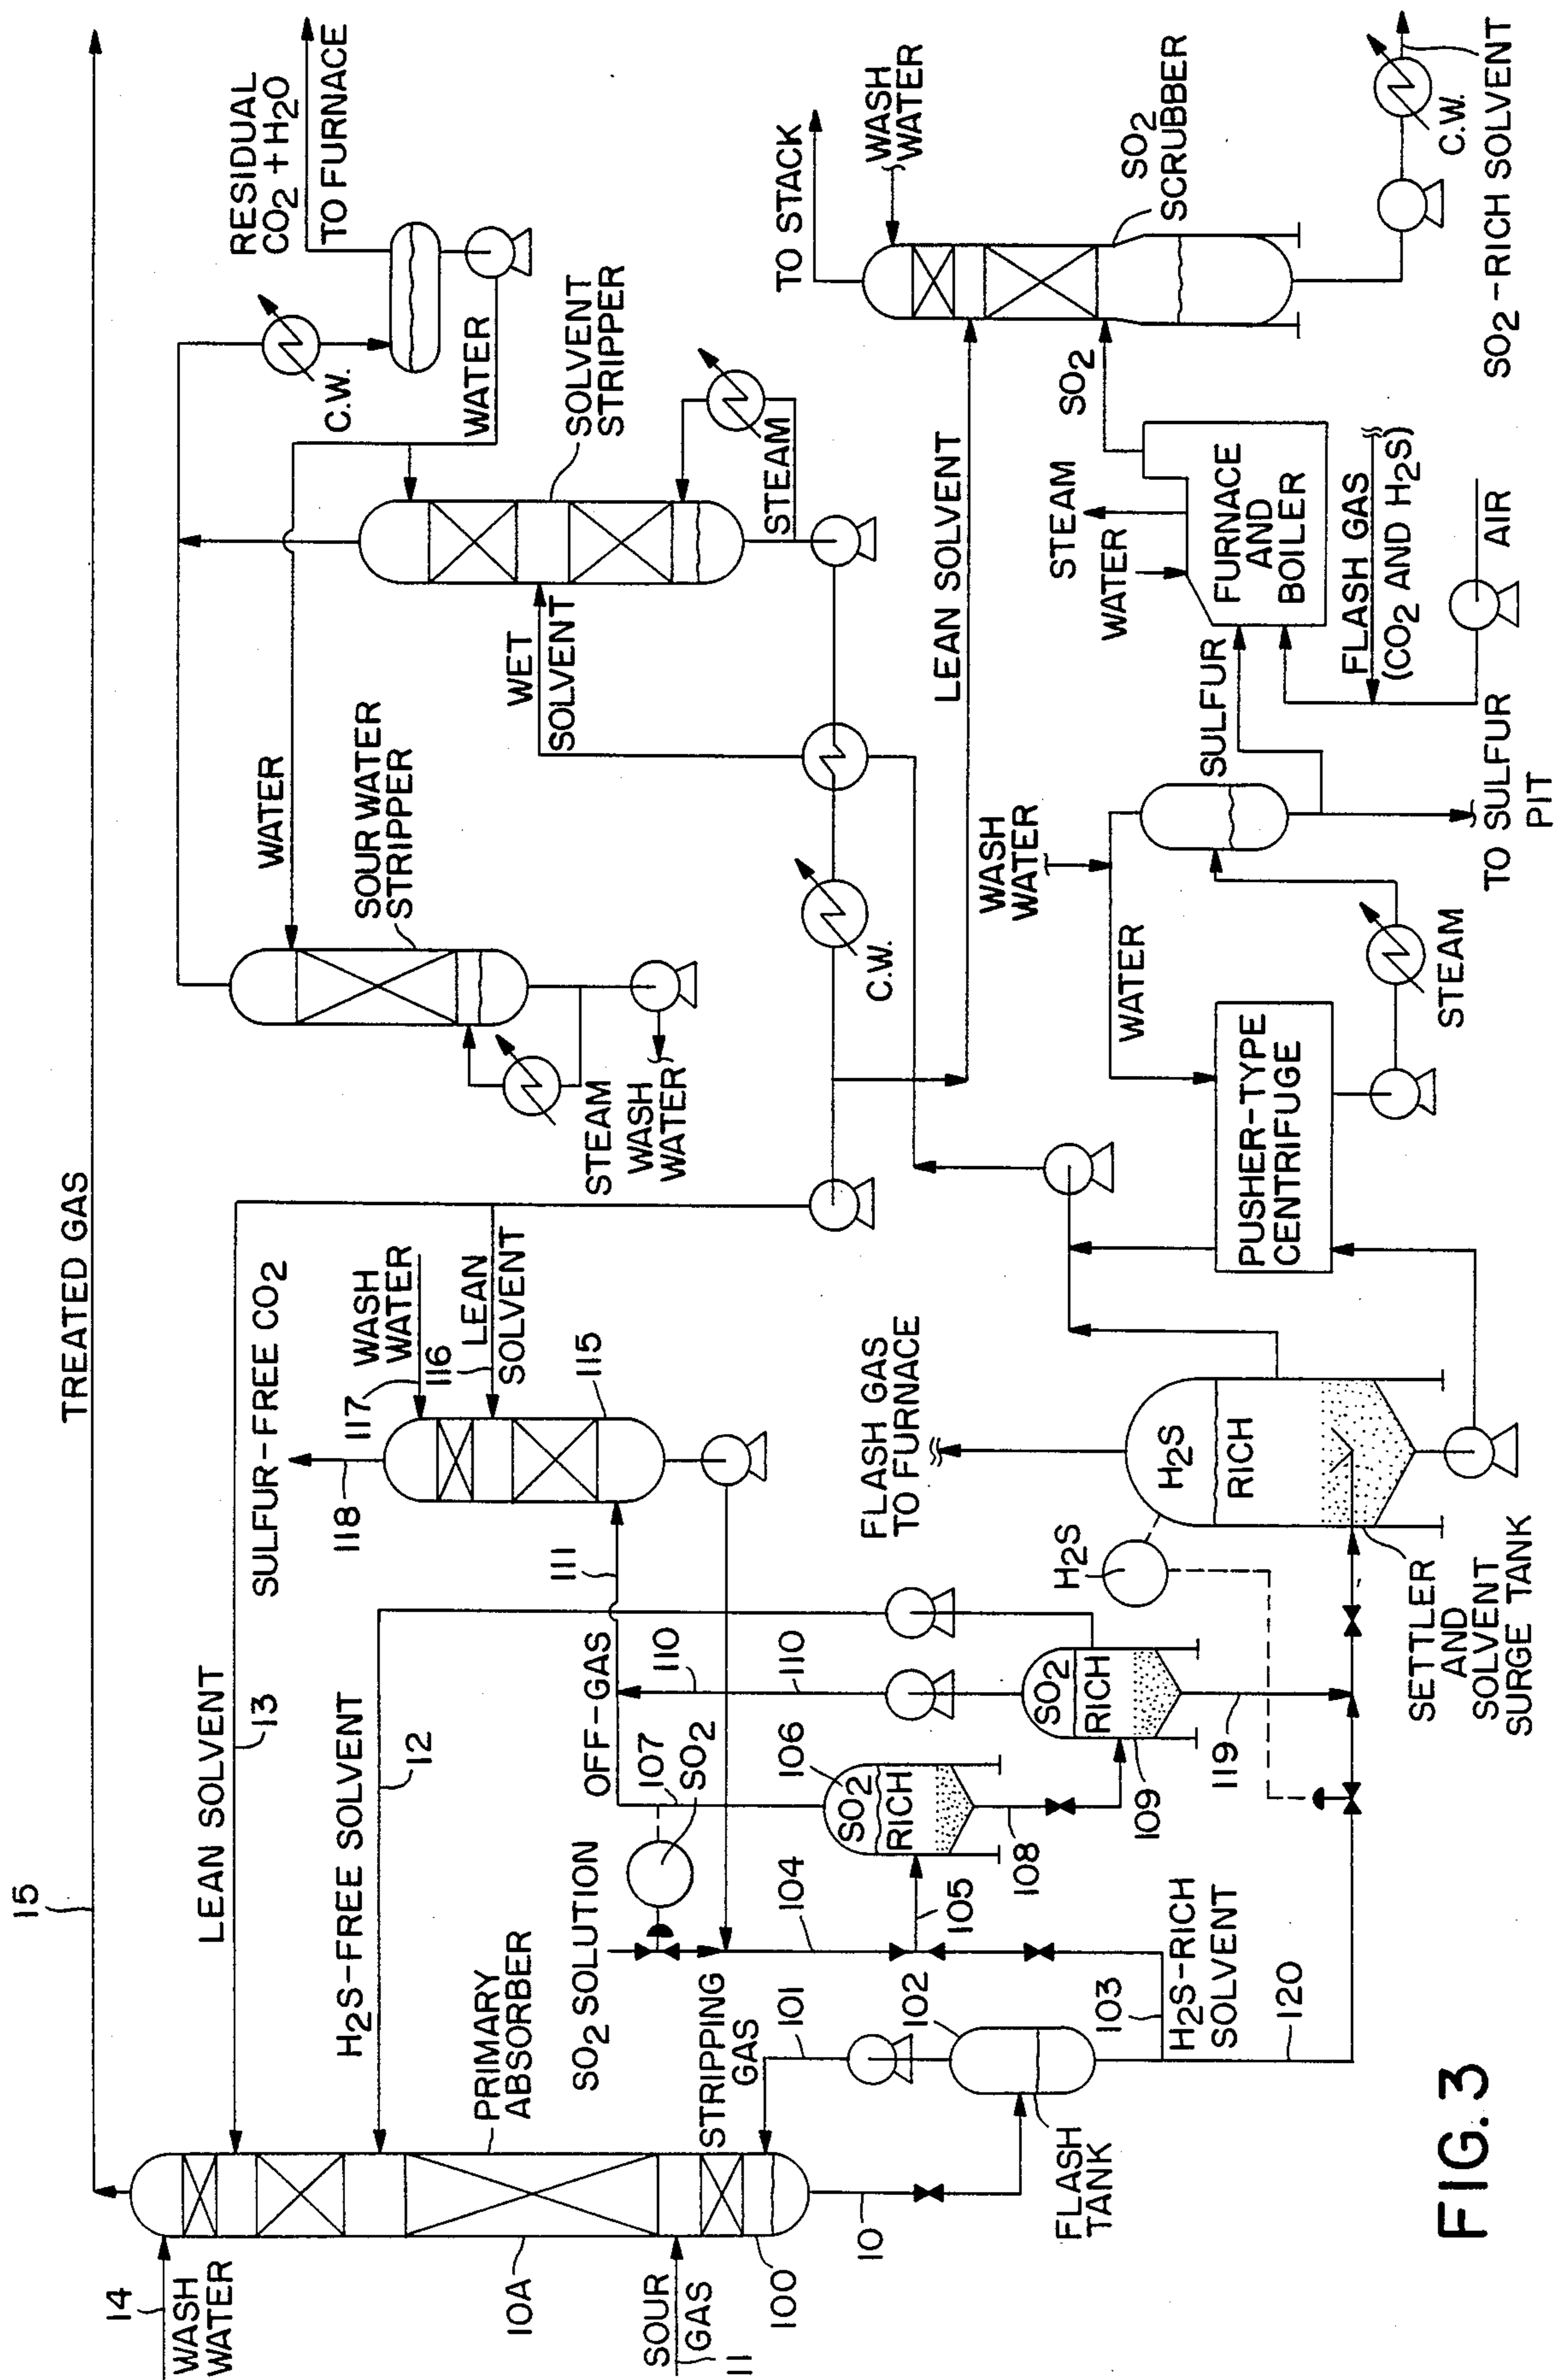 15
TREATED GAS
14
WASH
WATER
LEAN SOLVENT
13
H2S-FREE SOLVENT
12
10A
PRIMARY
ABSORBER
SOUR
GAS
11
100
STRIPPING
GAS
101
10
FLASH
TANK
102
103
H2S-RICH
SOLVENT
120
SO2 SOLUTION
104
105
SO2
107
OFF-GAS
106
SO2
RICH
108
109
SO2
RICH
110
110
119
111
SULFUR-FREE CO2
118
117
WASH
WATER
116
LEAN
SOLVENT
115
H2S
FLASH GAS
TO FURNACE
H2S
RICH
SETTLER
AND
SOLVENT
SURGE TANK
SOUR WATER
STRIPPER
WATER
STEAM
WASH
WATER
C.W.
WET
SOLVENT
SOLVENT
STRIPPER
STEAM
WATER
C.W.
RESIDUAL
CO2 + H2O
TO FURNACE
LEAN SOLVENT
PUSHER-TYPE
CENTRIFUGE
WATER
WASH
WATER
STEAM
SULFUR
TO SULFUR
PIT
FURNACE
AND
BOILER
STEAM
WATER
FLASH GAS
(CO2 AND H2S)
AIR
SO2
TO STACK
WASH
WATER
SO2
SCRUBBER
C.W.
SO2-RICH SOLVENT
FIG. 3